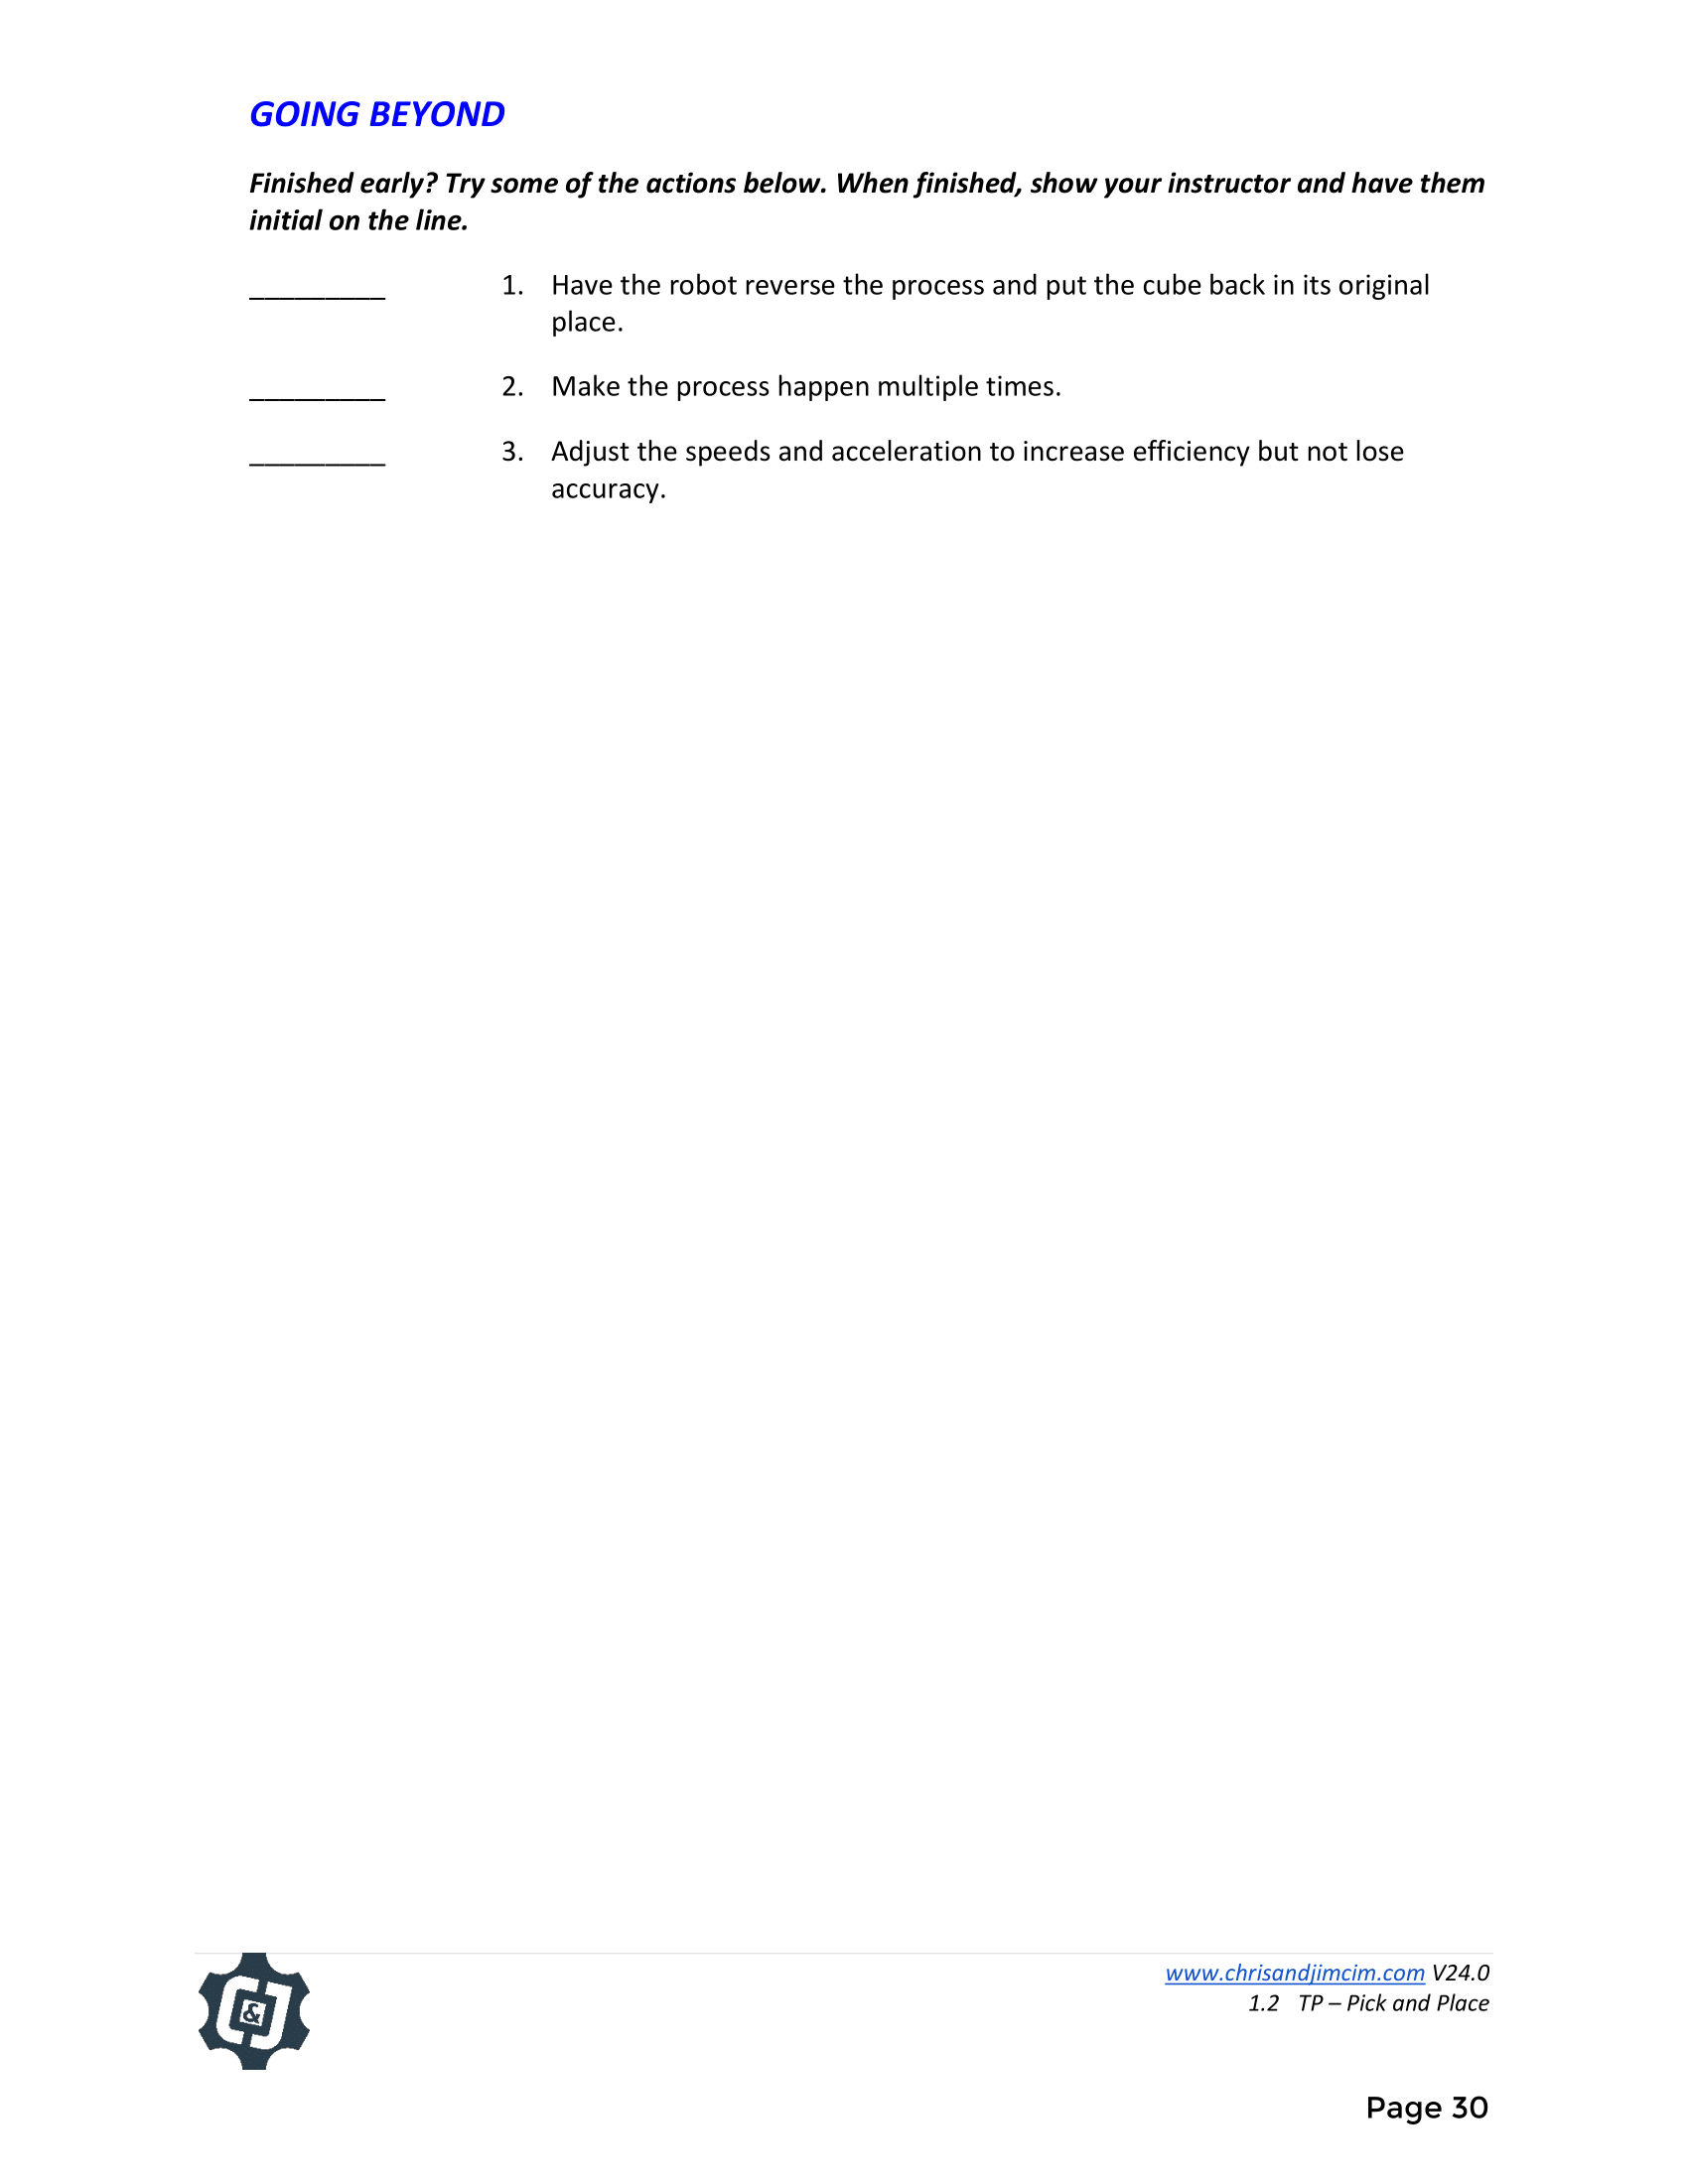 GOING BEYOND
Finished early? Try some of the actions below. When finished, show your instructor and have them
initial on the line.
_________ 1. Have the robot reverse the process and put the cube back in its original
place.
_________ 2. Make the process happen multiple times.
_________ 3. Adjust the speeds and acceleration to increase efficiency but not lose
accuracy.
www.chrisandjimcim.com V24.0
1.2 TP – Pick and Place
C&J
Page 30